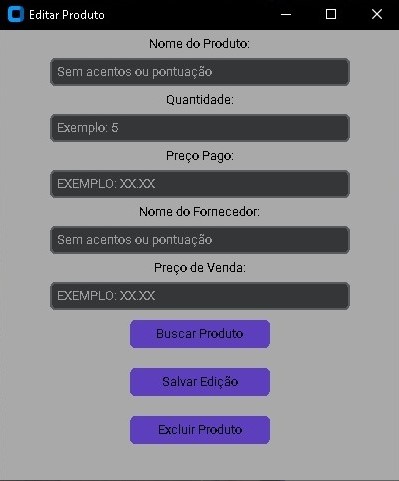 Editar Produto
Nome do Produto:
Sem acentos ou pontuação
Quantidade:
Exemplo: 5
Preço Pago:
EXEMPLO: XX.XX
Nome do Fornecedor:
Sem acentos ou pontuação
Preço de Venda:
EXEMPLO: XX.XX
Buscar Produto
Salvar Edição
Excluir Produto